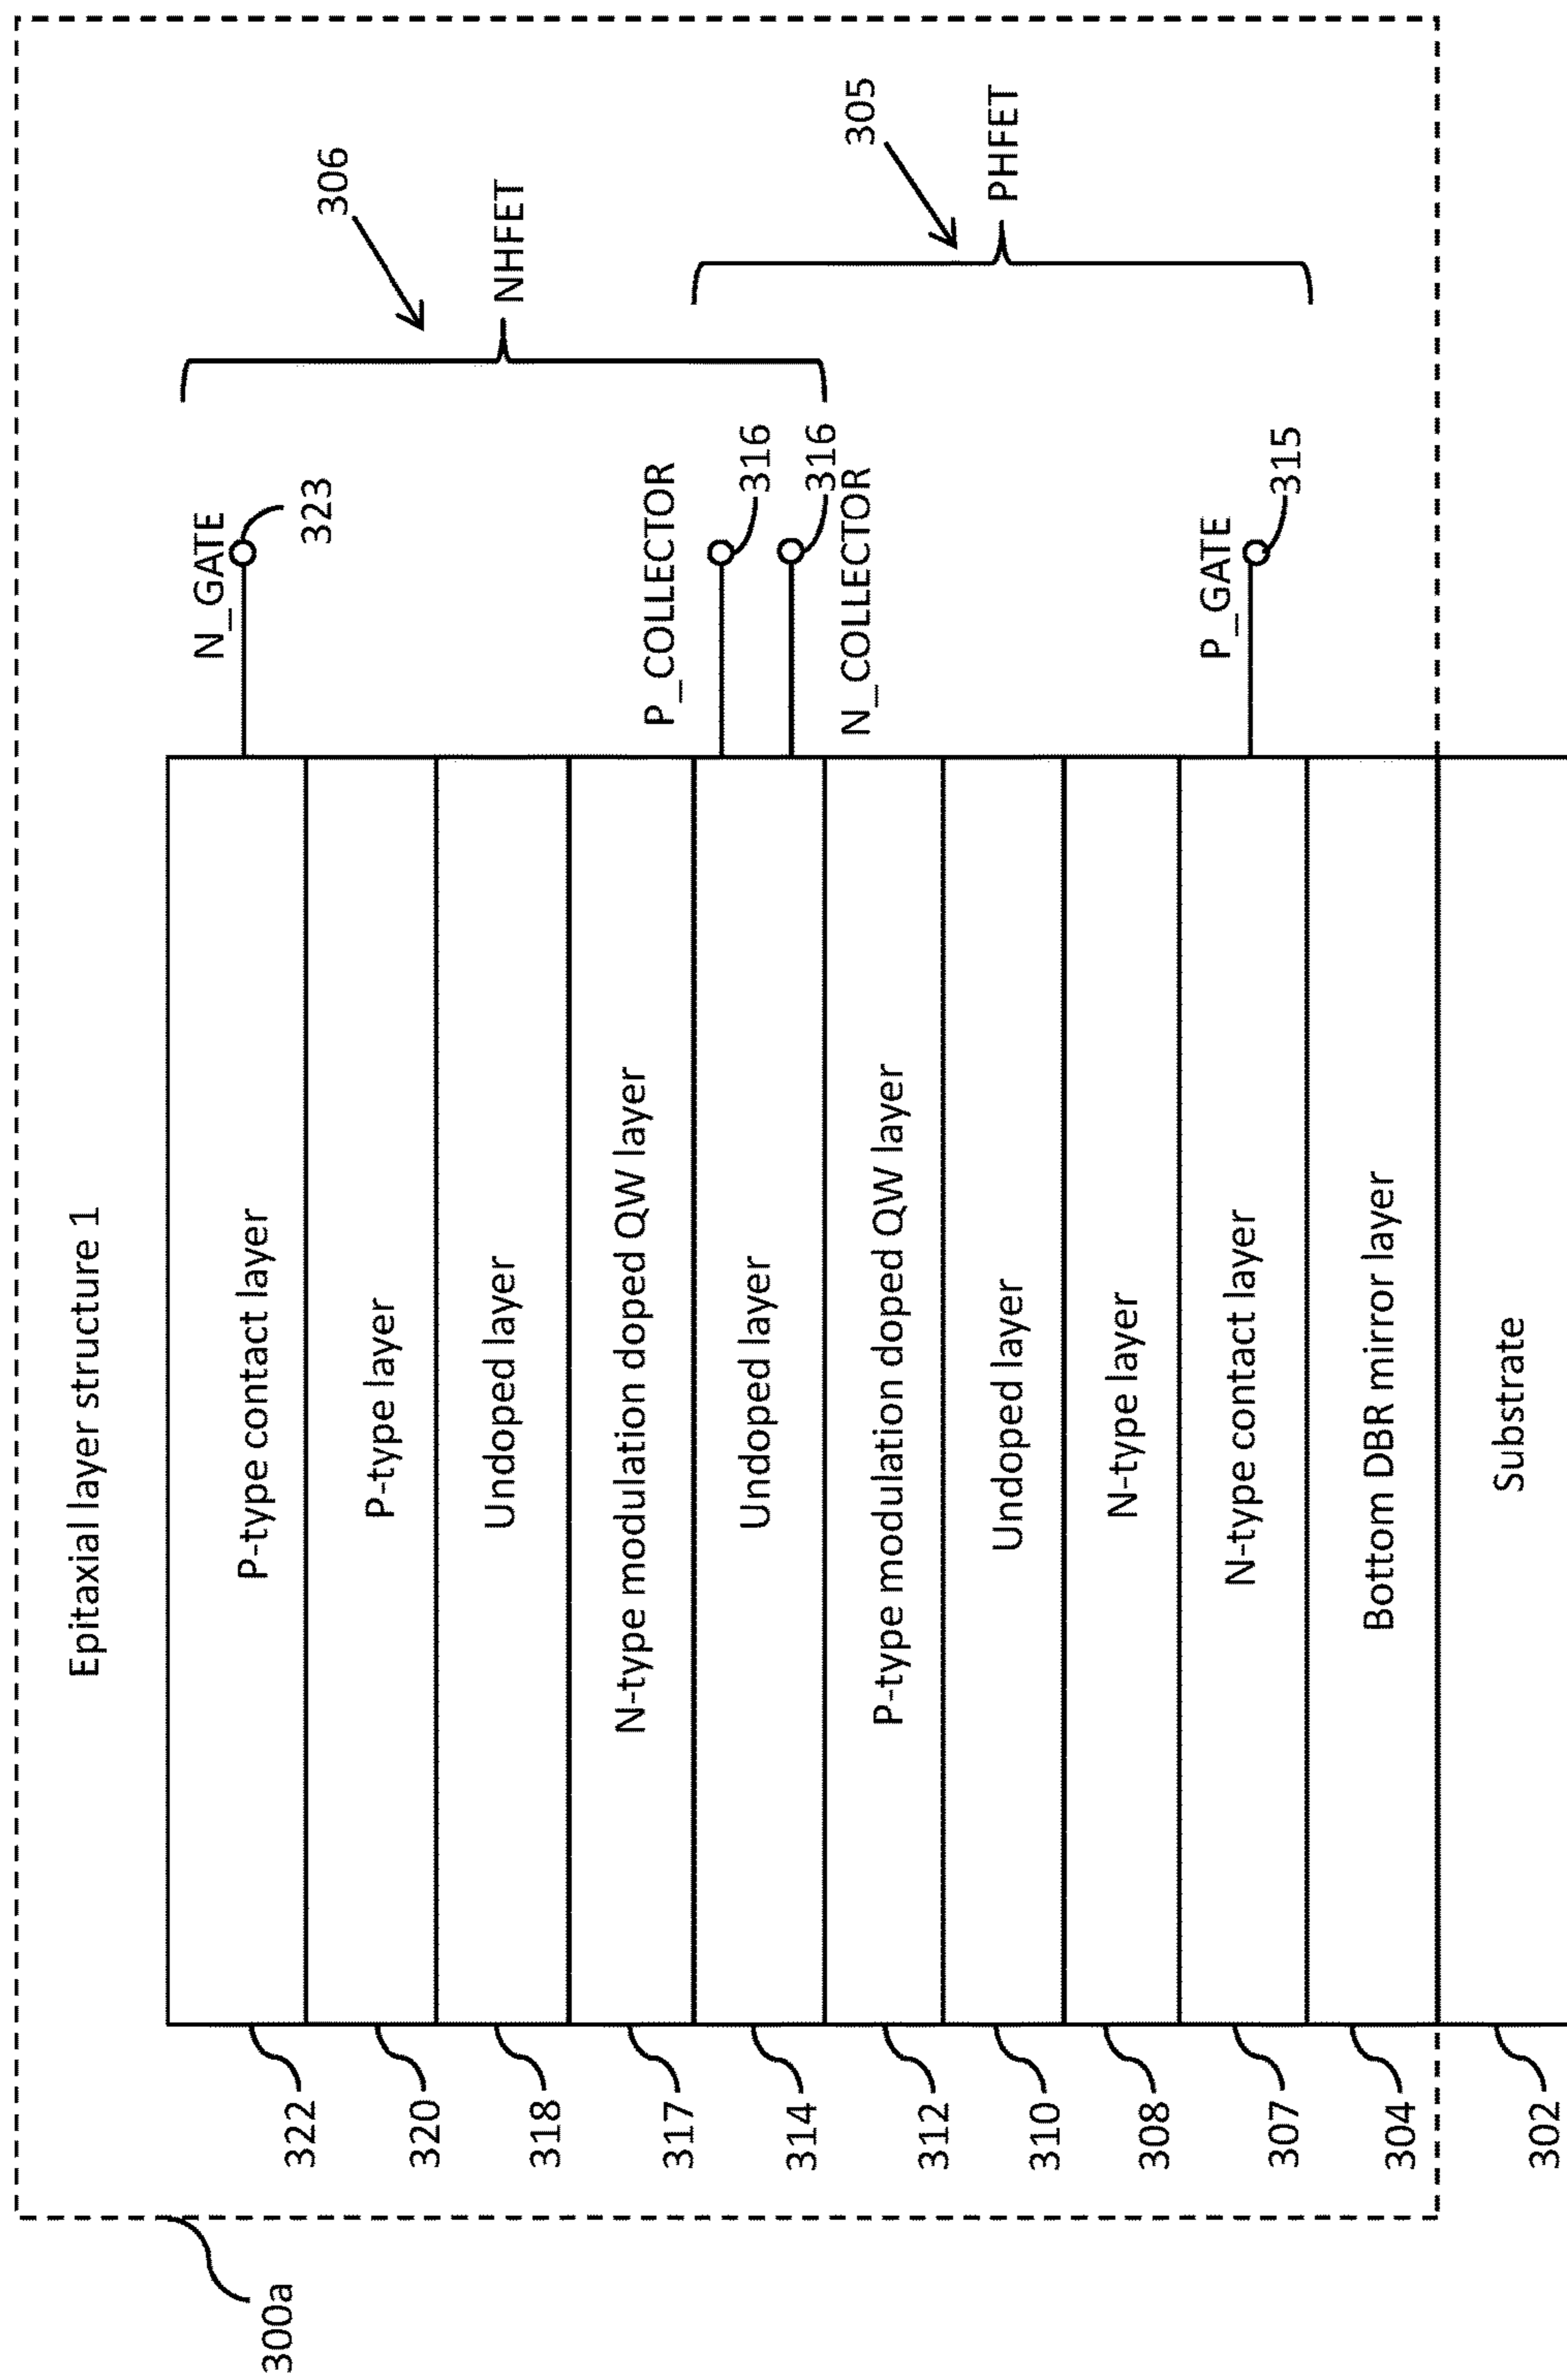 Epitaxial layer structure 1
300a
322
P-type contact layer
N_GATE
323
320
P-type layer
306
NHFET
318
Undoped layer
317
N-type modulation doped QW layer
P_COLLECTOR
316
314
Undoped layer
316
N_COLLECTOR
312
P-type modulation doped QW layer
305
PHFET
310
Undoped layer
308
N-type layer
307
N-type contact layer
P_GATE
315
304
Bottom DBR mirror layer
302
Substrate